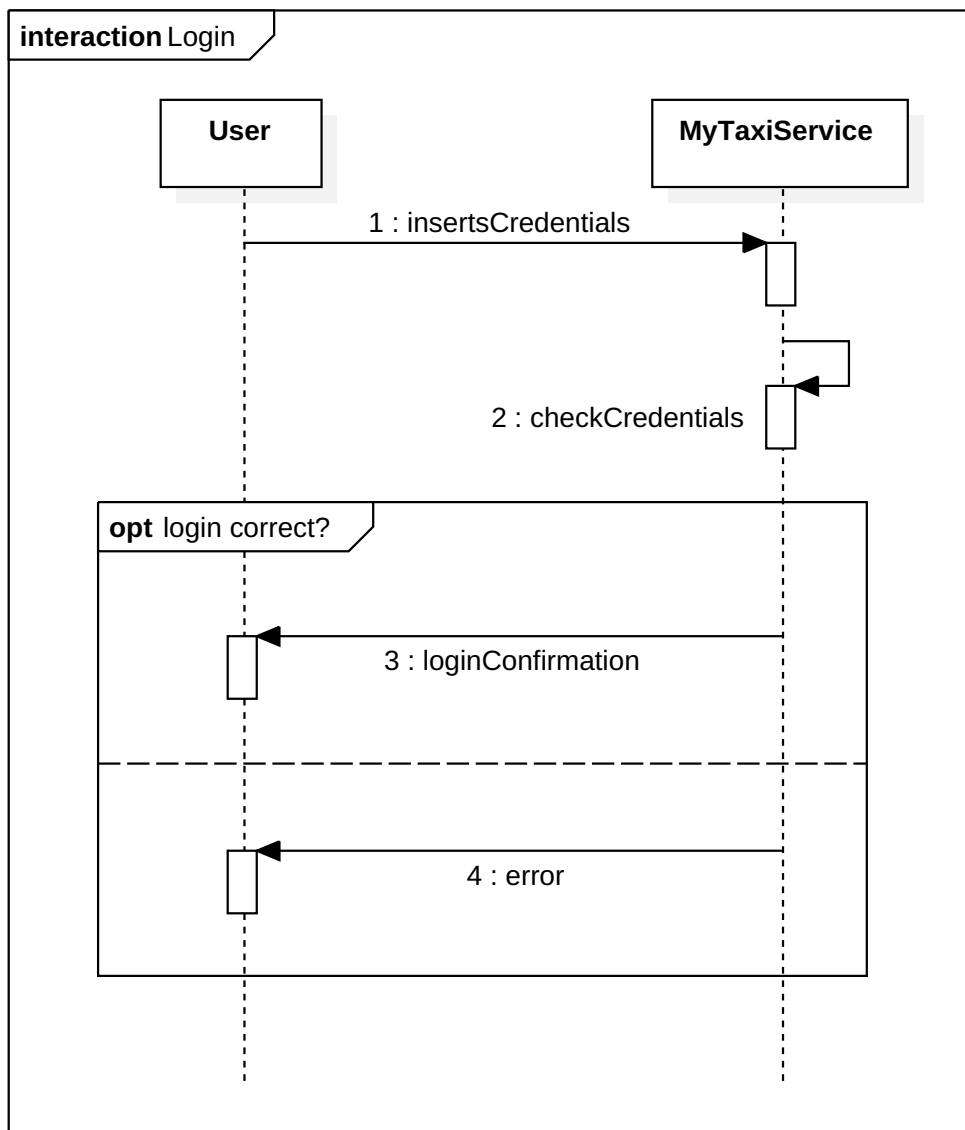 interaction Login
User
MyTaxiService
1 : insertsCredentials
2 : checkCredentials
opt login correct?
3 : loginConfirmation
4 : error